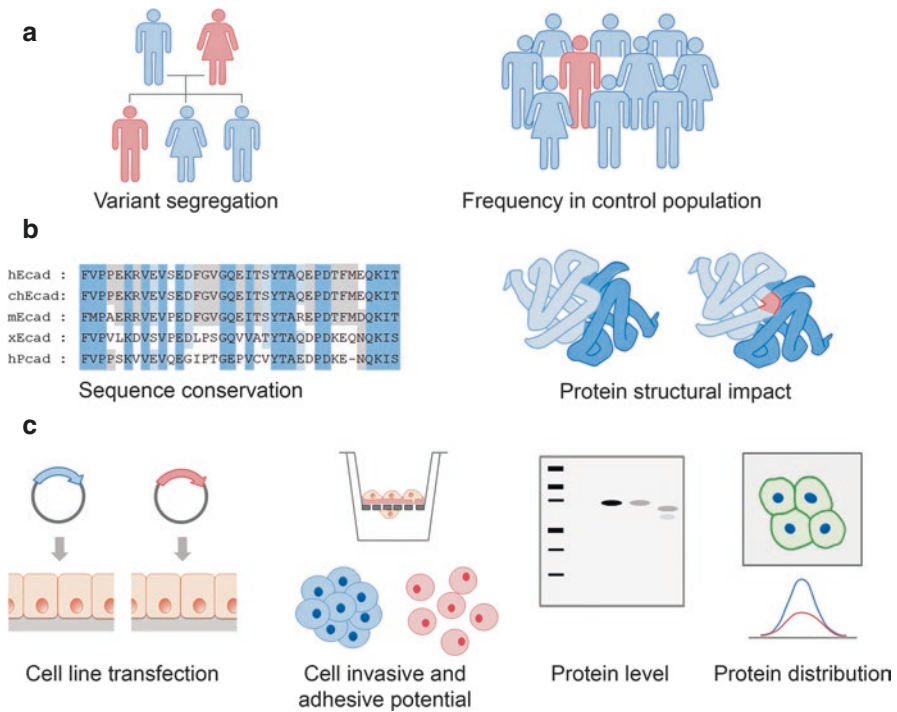 a
Variant segregation
Frequency in control population
b
hEcad : FVPPEKRVEVSEDFGVGQEITSYTAQEPDTFMEQKIT
chEcad: FVPPEKRVEVSEDFGVGQEITSYTAQEPDTFMEQKIT
mEcad : FMPAERRVEVPEDFGVGQEITSYTAREPDTFMDQKIT
xEcad : FVPVLKDVSVPEDLPSGQVVATYTAQDPDKEQNQKIT
hPcad : FVPPSKVVEVQEGIPTGEPVCVYTAEDPDKE-NQKIS
Sequence conservation
Protein structural impact
c
Cell line transfection
Cell invasive and
adhesive potential
Protein level
Protein distribution